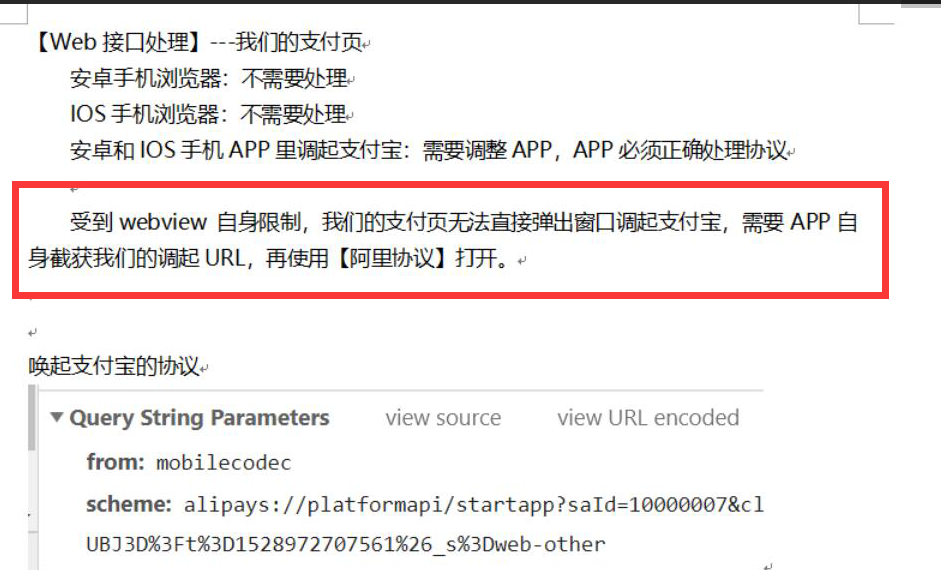 【Web 接口处理】---我们的支付页
安卓手机浏览器：不需要处理
IOS 手机浏览器：不需要处理
安卓和 IOS 手机 APP 里调起支付宝：需要调整 APP，APP 必须正确处理协议
受到 webview 自身限制，我们的支付页无法直接弹出窗口调起支付宝，需要 APP 自
身截获我们的调起 URL，再使用【阿里协议】打开。
唤起支付宝的协议
▼ Query String Parameters view source view URL encoded
from: mobilecodec
scheme: alipays://platformapi/startapp?saId=10000007&cl
UBJ3D%3Ft%3D1528972707561%26_s%3Dweb-other